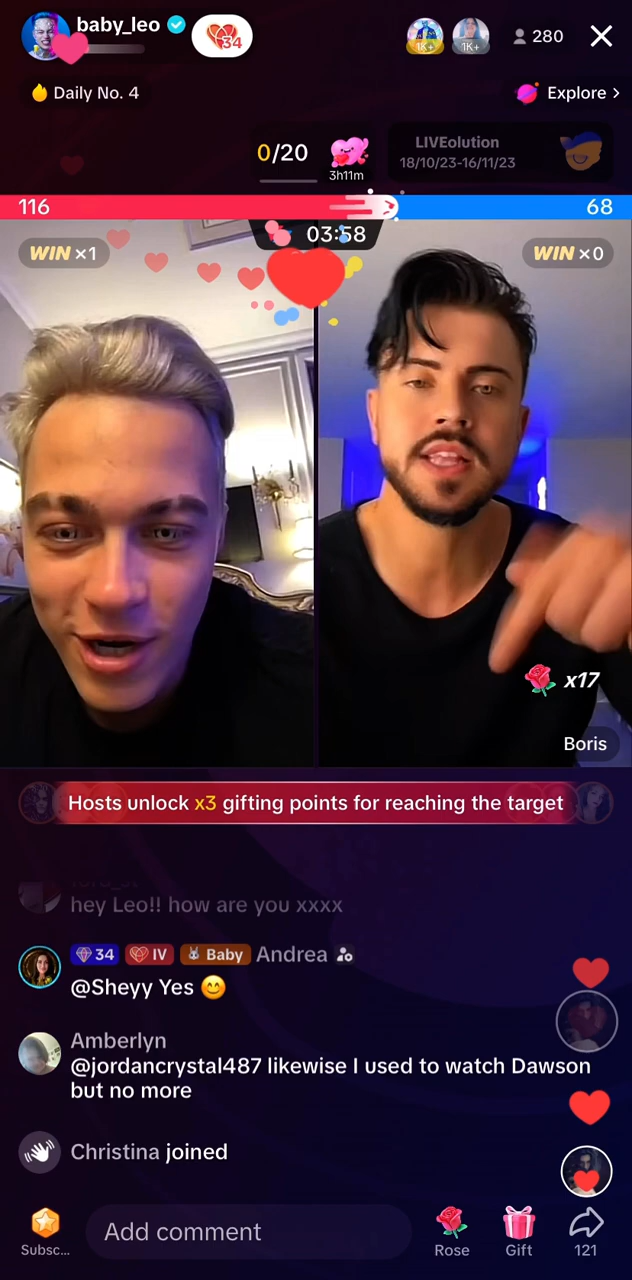 baby_leo
34
1K+
1K+
280
Daily No. 4
Explore >
0/20
3h11m
LIVEolution
18/10/23-16/11/23
116
68
03:58
WIN ×1
WIN ×0
x17
Boris
Hosts unlock x3 gifting points for reaching the target
hey Leo!! how are you xxxx
34 IV Baby Andrea
@Sheyy Yes 😊
Amberlyn
@jordancrystal487 likewise I used to watch Dawson
but no more
Christina joined
Subsc...
Add comment
Rose
Gift
121